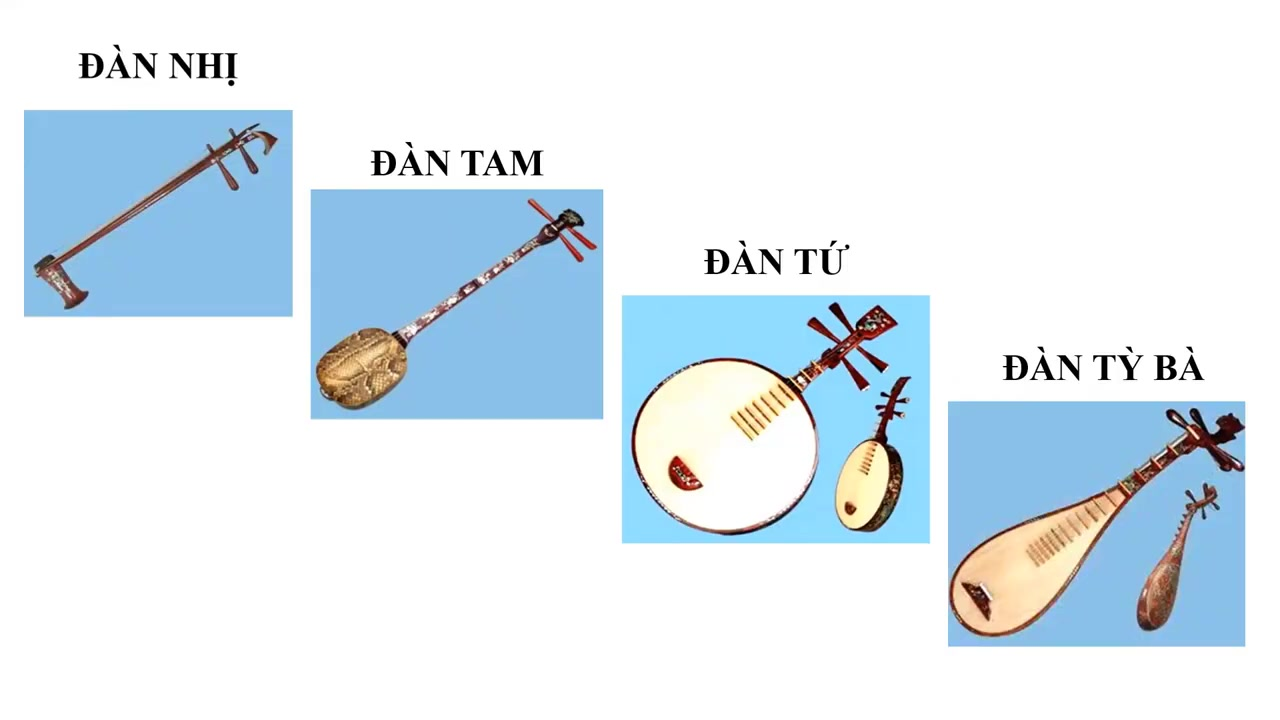 ĐÀN NHỊ
ĐÀN TAM
ĐÀN TỨ
ĐÀN TỲ BÀ